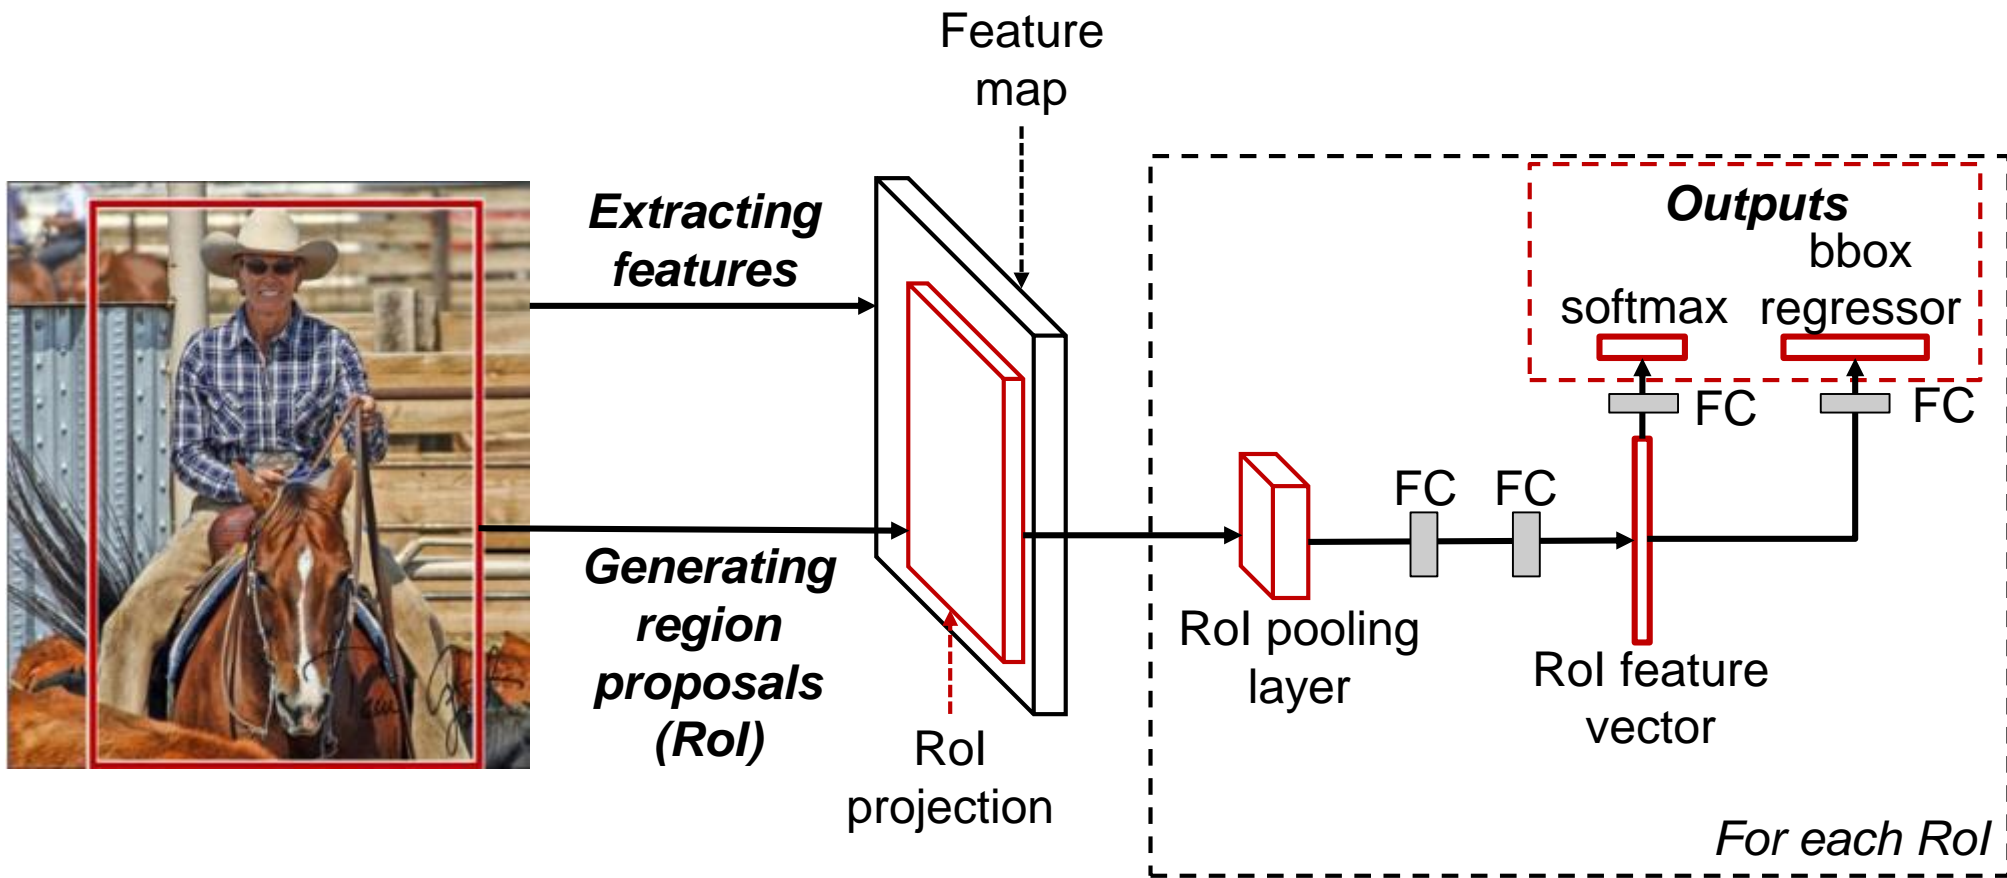 Feature
map
Extracting
features
Generating
region
proposals
(RoI)
RoI
projection
RoI pooling
layer
FC
FC
RoI feature
vector
Outputs
softmax
bbox
regressor
FC
FC
For each RoI